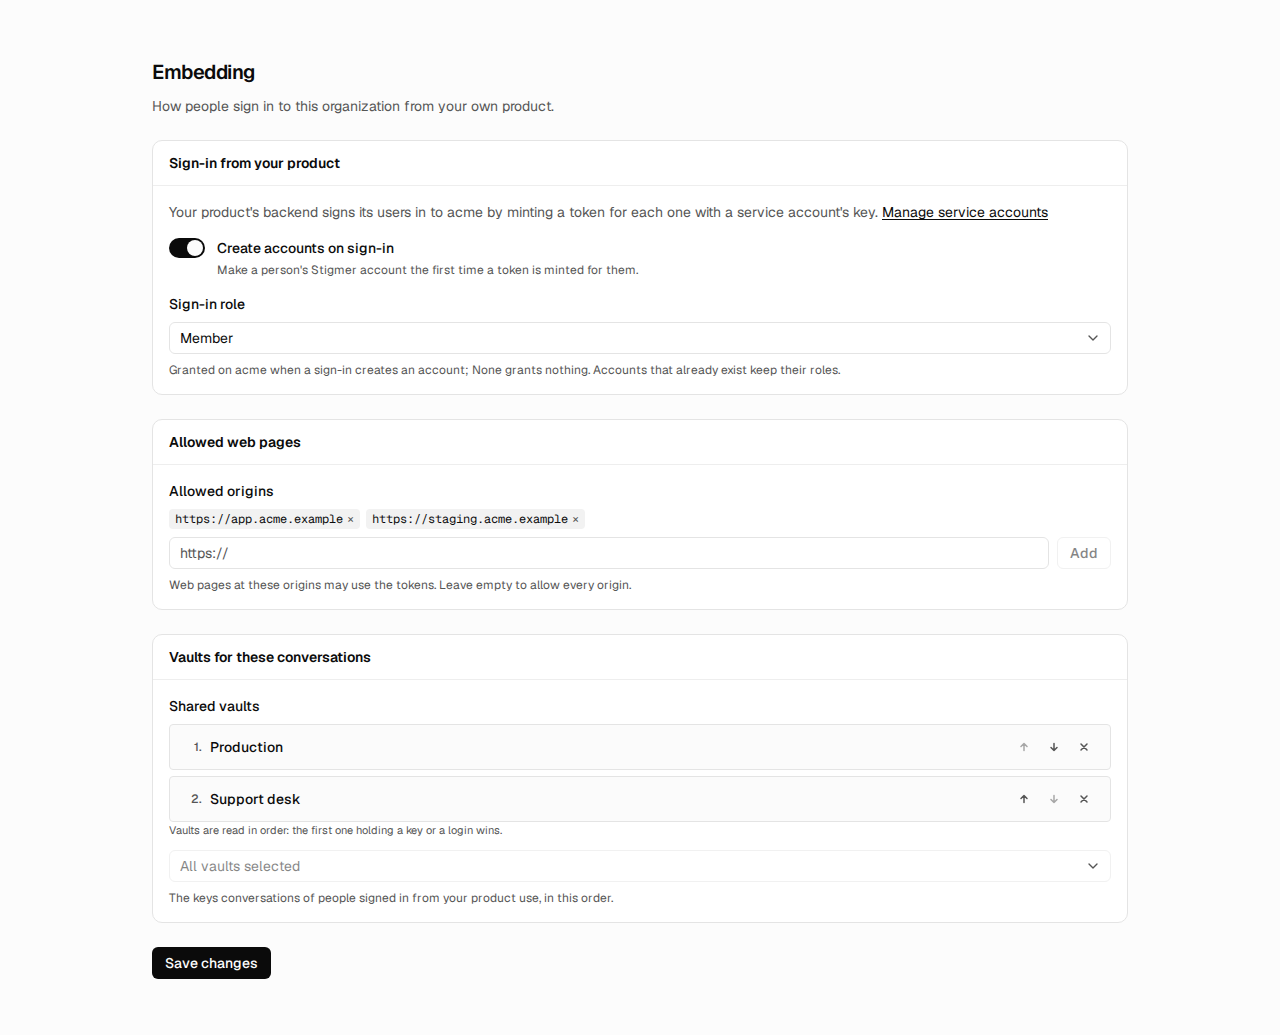 Embedding
How people sign in to this organization from your own product.
Sign-in from your product
Your product's backend signs its users in to acme by minting a token for each one with a service account's key. Manage service accounts
Create accounts on sign-in
Make a person's Stigmer account the first time a token is minted for them.
Sign-in role
Member
Granted on acme when a sign-in creates an account; None grants nothing. Accounts that already exist keep their roles.
Allowed web pages
Allowed origins
https://app.acme.example × https://staging.acme.example ×
https:// Add
Web pages at these origins may use the tokens. Leave empty to allow every origin.
Vaults for these conversations
Shared vaults
1. Production
2. Support desk
Vaults are read in order: the first one holding a key or a login wins.
All vaults selected
The keys conversations of people signed in from your product use, in this order.
Save changes